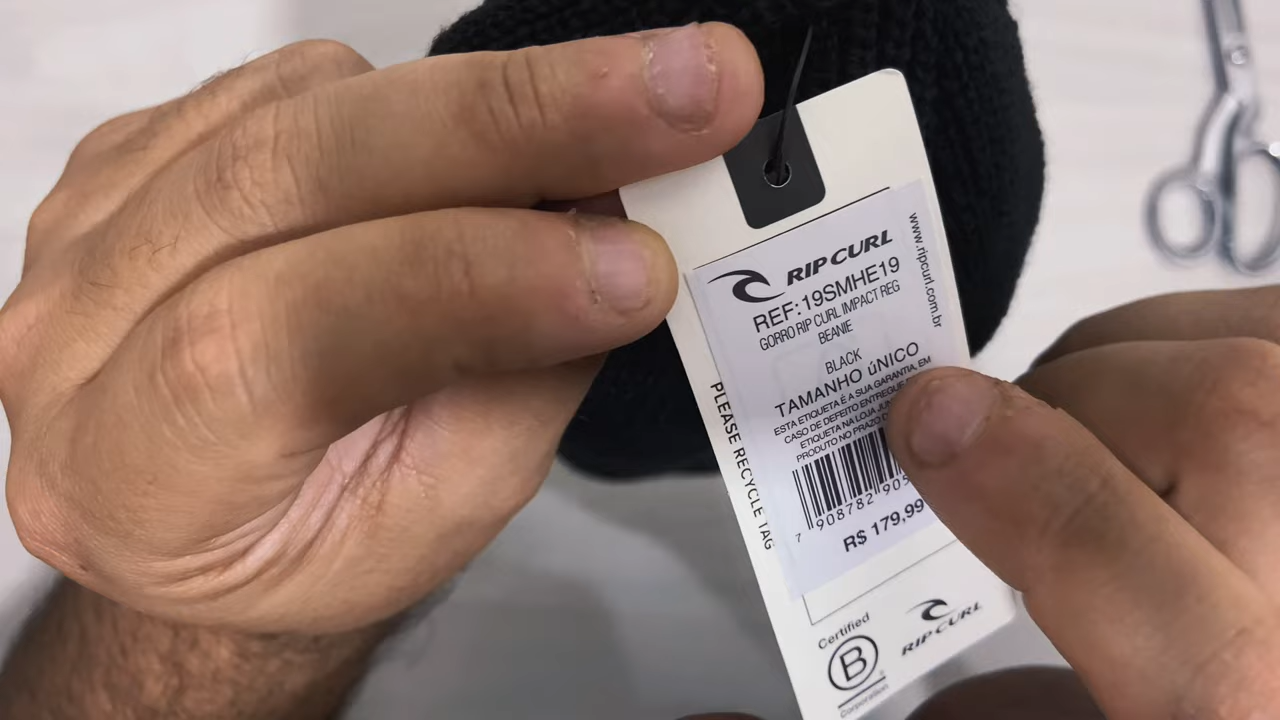 RIP CURL
REF:19SMHE19
GORRO RIP CURL IMPACT REG
BEANIE
BLACK
TAMANHO úNICO
ESTA ETIQUETA É A SUA GARANTIA, EM
CASO DE DEFEITO ENTREGUE
ETIQUETA NA LOJA
PRODUTO NO PRAZO
7 908782 905
R$ 179,99
www.ripcurl.com.br
PLEASE RECYCLE TAG
Certified
B
Corporation
RIP CURL